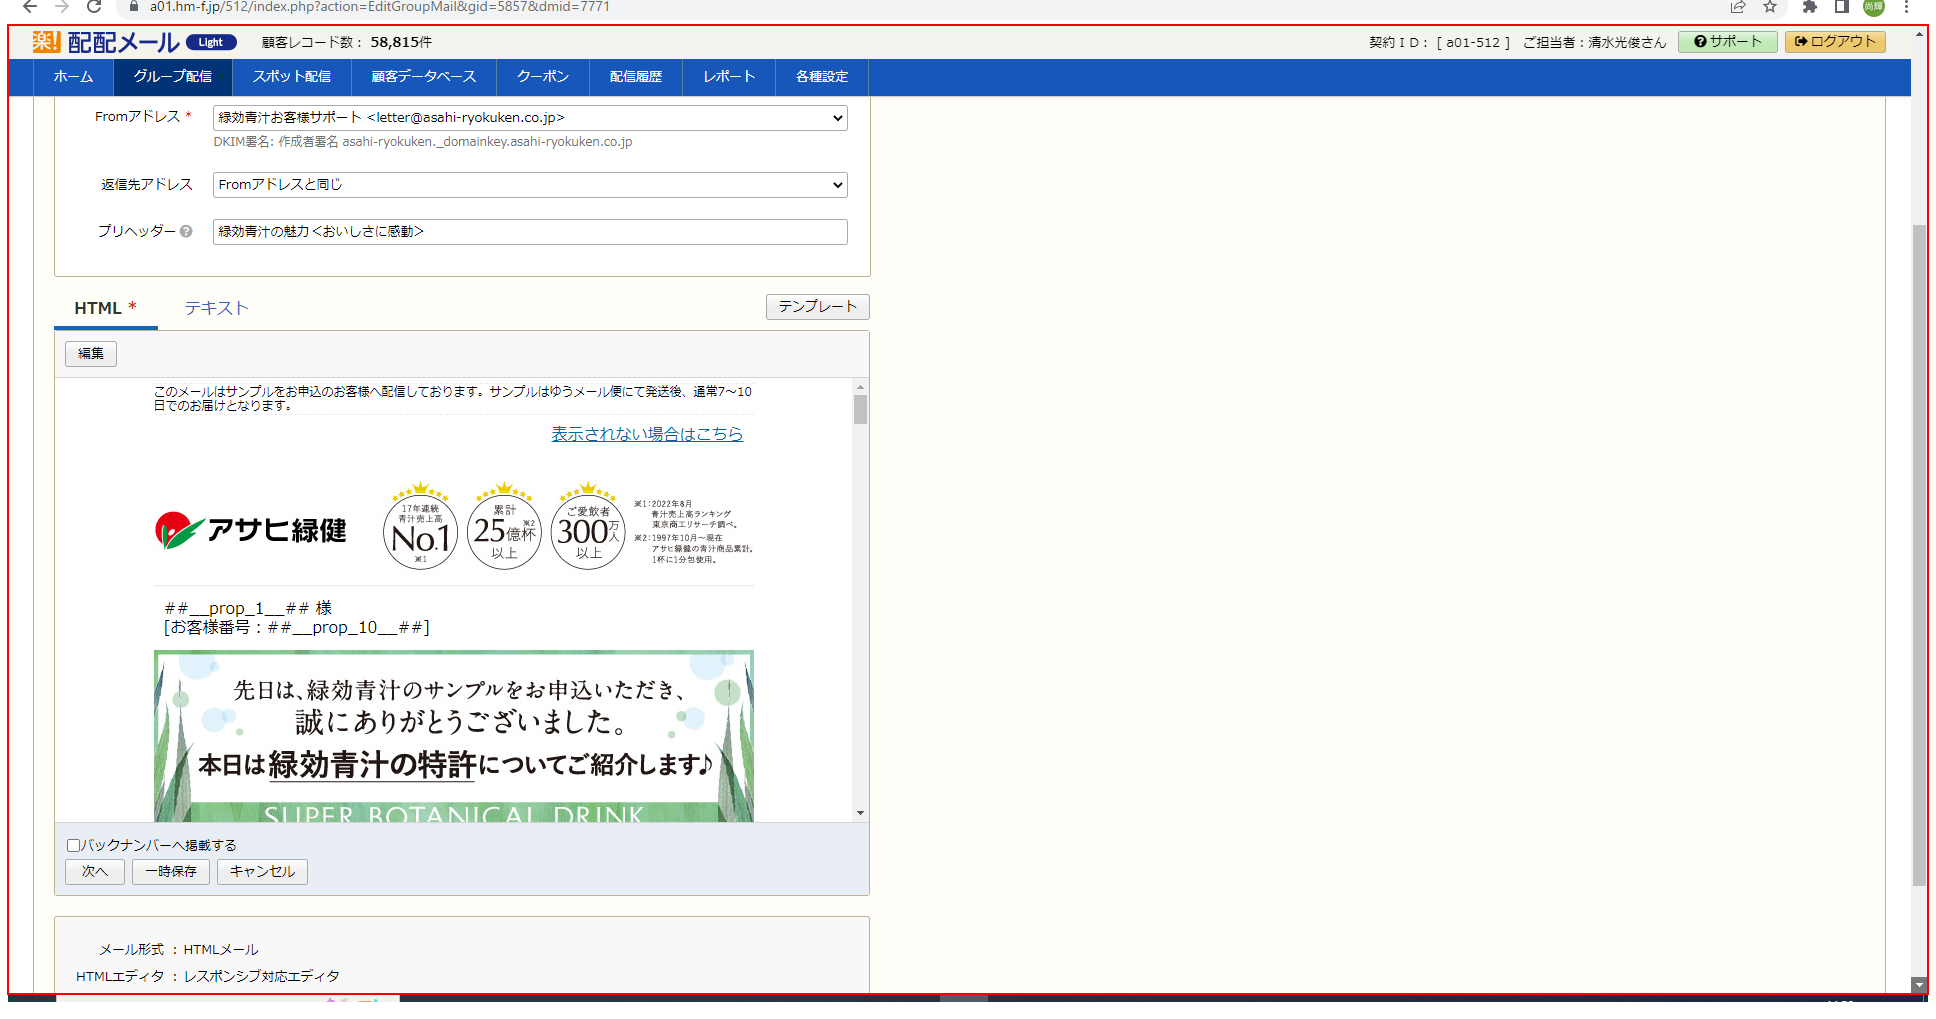 a01.hm-f.jp/512/index.php?action=EditGroupMail&gid=5857&dmid=7771
尚輝
楽! 配配メール Light 顧客レコード数： 58,815件 契約ＩＤ： [ a01-512 ] ご担当者：清水光俊さん サポート ログアウト
ホーム グループ配信 スポット配信 顧客データベース クーポン 配信履歴 レポート 各種設定
Fromアドレス * 緑効青汁お客様サポート <letter@asahi-ryokuken.co.jp>
DKIM署名: 作成者署名 asahi-ryokuken._domainkey.asahi-ryokuken.co.jp
返信先アドレス Fromアドレスと同じ
プリヘッダー 緑効青汁の魅力＜おいしさに感動＞
HTML * テキスト テンプレート
編集
このメールはサンプルをお申込のお客様へ配信しております。サンプルはゆうメール便にて発送後、通常7～10
日でのお届けとなります。
表示されない場合はこちら
アサヒ緑健
17年連続
青汁売上高
No.1
※1
累計
25億杯※2
以上
ご愛飲者
300万人
以上
※1：2022年8月
青汁売上高ランキング
東京商工リサーチ調べ。
※2：1997年10月～現在
アサヒ緑健の青汁商品累計。
1杯に1分包使用。
##__prop_1__## 様
[お客様番号：##__prop_10__##]
先日は、緑効青汁のサンプルをお申込いただき、
誠にありがとうございました。
本日は緑効青汁の特許についてご紹介します♪
SUPER BOTANICAL DRINK
バックナンバーへ掲載する
次へ 一時保存 キャンセル
メール形式 ： HTMLメール
HTMLエディタ ： レスポンシブ対応エディタ